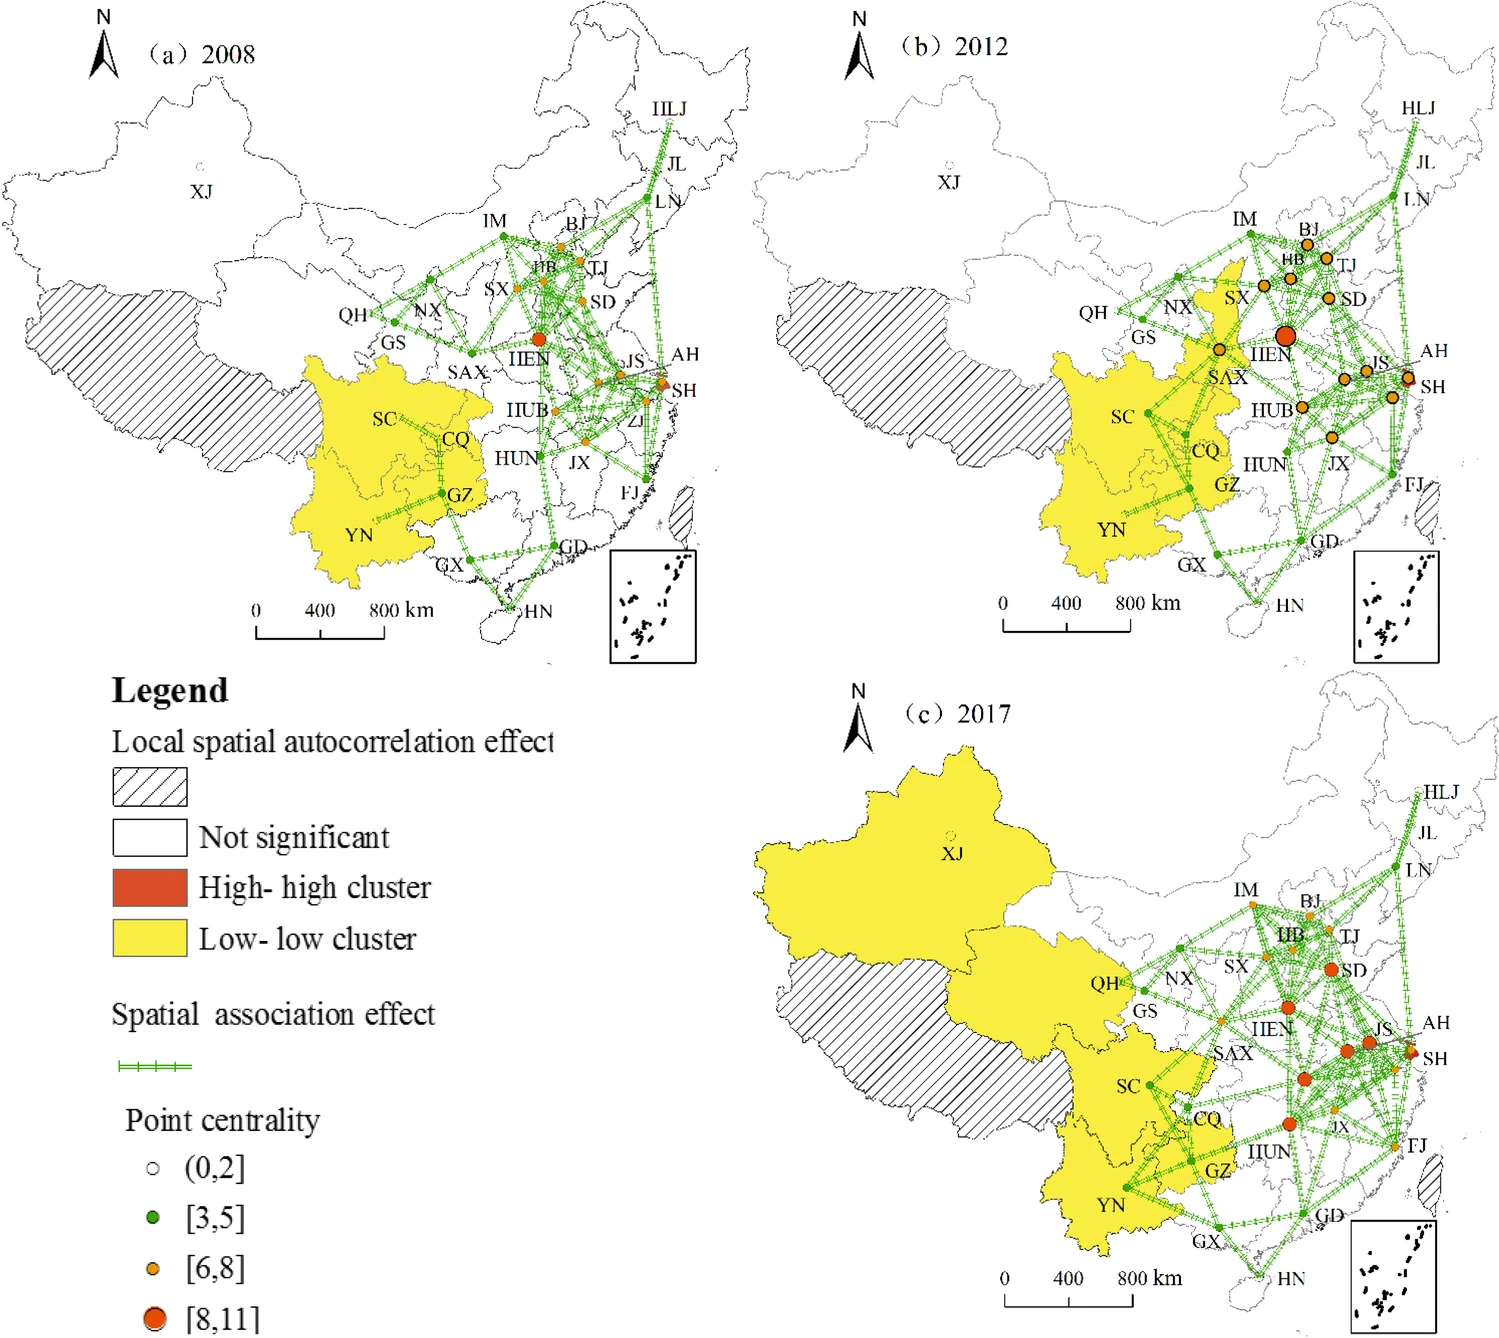 N
（a）2008
HLJ
JL
LN
XJ
IM
BJ
HB
TJ
SX
SD
QH
NX
GS
HEN
SAX
JS
AH
SH
SC
CQ
HUB
ZJ
HUN
JX
GZ
FJ
YN
GX
GD
HN
0 400 800 km
N
（b）2012
HLJ
JL
LN
XJ
IM
BJ
HB
TJ
SX
SD
QH
NX
GS
HEN
SAX
JS
AH
SH
SC
HUB
CQ
HUN
JX
GZ
FJ
YN
GX
GD
HN
0 400 800 km
Legend
Local spatial autocorrelation effect
Not significant
High- high cluster
Low- low cluster
Spatial association effect
Point centrality
(0,2]
[3,5]
[6,8]
[8,11]
N
（c）2017
HLJ
JL
LN
XJ
IM
BJ
HB
TJ
SX
SD
QH
NX
GS
HEN
SAX
JS
AH
SH
SC
CQ
JX
HUN
FJ
GZ
YN
GD
GX
HN
0 400 800 km